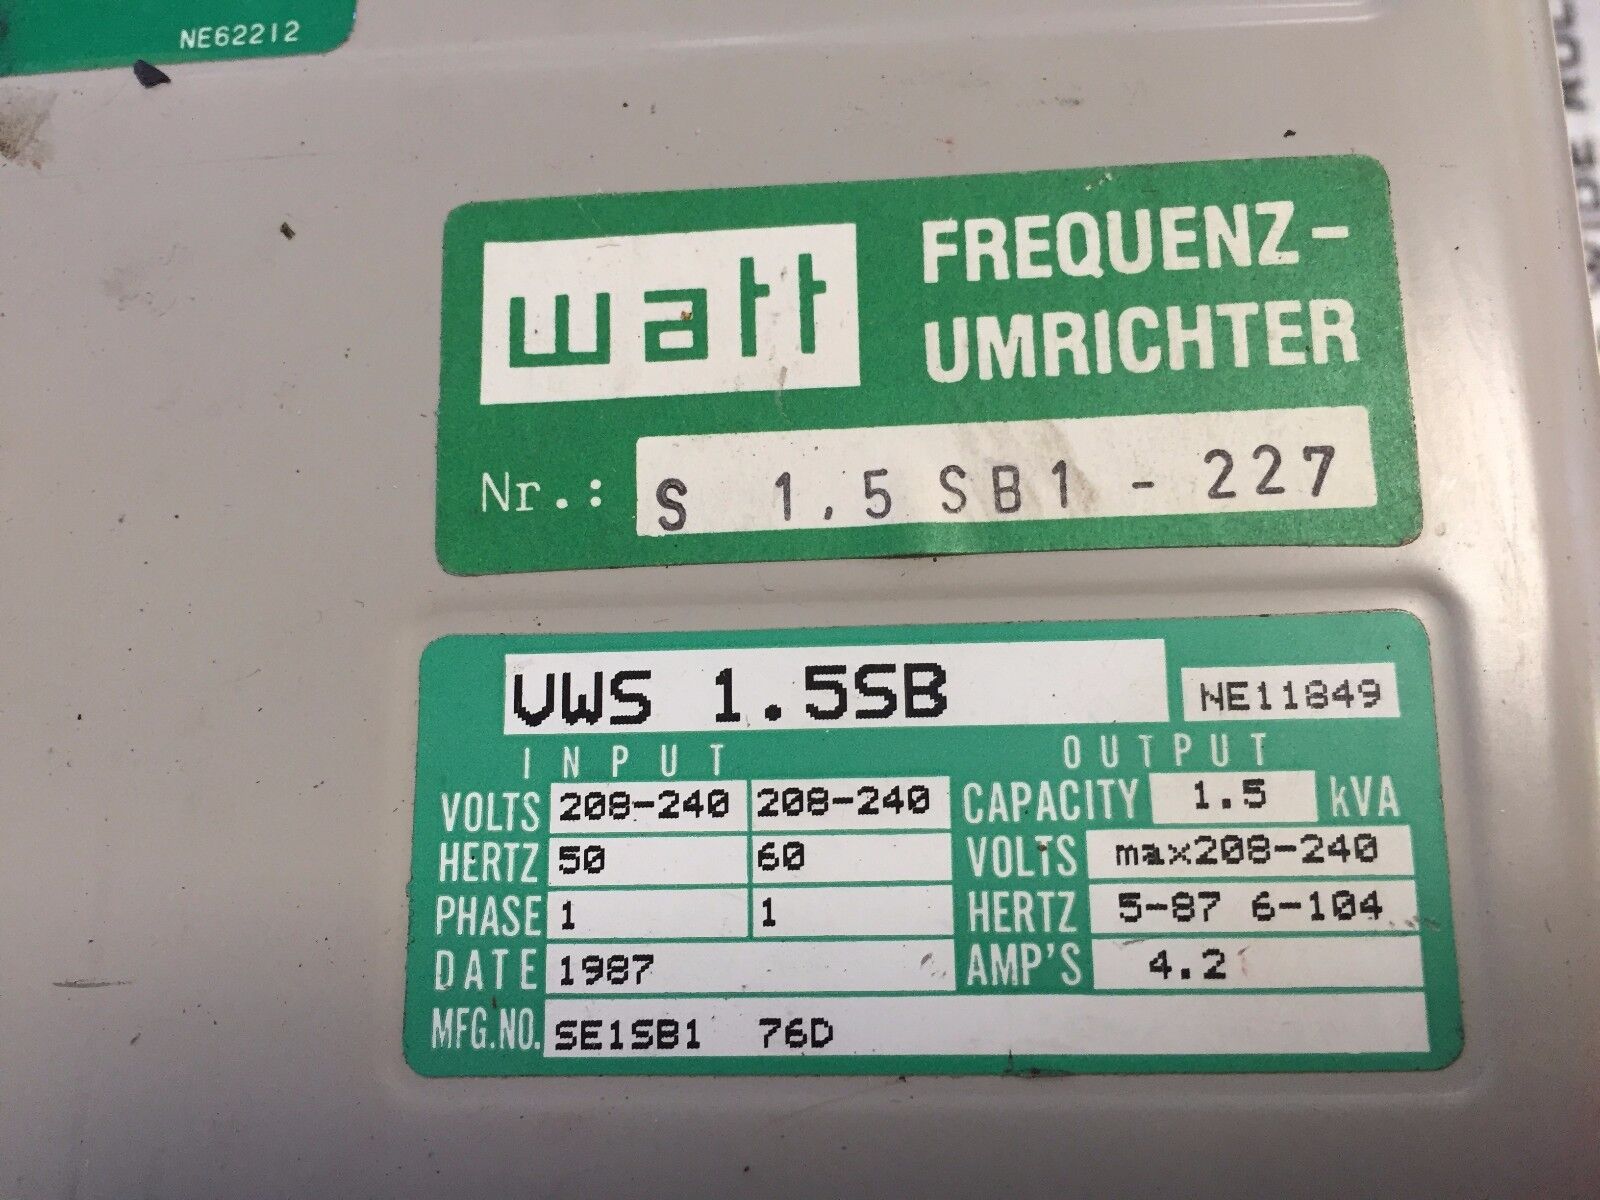 NE62212
watt FREQUENZ-
UMRICHTER
Nr.: S 1,5 SB1 - 227
VWS 1.5SB NE11849
INPUT OUTPUT
VOLTS 208-240 208-240 CAPACITY 1.5 kVA
HERTZ 50 60 VOLTS max208-240
PHASE 1 1 HERTZ 5-87 6-104
DATE 1987 AMP'S 4.2
MFG.NO. SE1SB1 76D